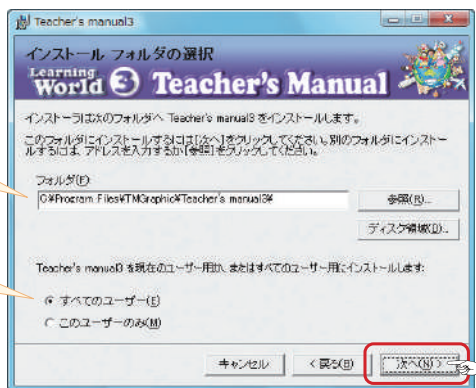 Teacher's manual3
インストール フォルダの選択
Learning World 3 Teacher's Manual
インストーラは次のフォルダへ Teacher's manual3 をインストールします。
このフォルダにインストールするには[次へ]をクリックしてください。別のフォルダにインストー
ルするには、アドレスを入力するか[参照]をクリックしてください。
フォルダ(F):
C:¥Program Files¥TMGraphic¥Teacher's manual3¥
参照(R)...
ディスク領域(D)...
Teacher's manual3 を現在のユーザー用か、またはすべてのユーザー用にインストールします:
すべてのユーザー(E)
このユーザーのみ(M)
キャンセル
< 戻る(B)
次へ(N) >